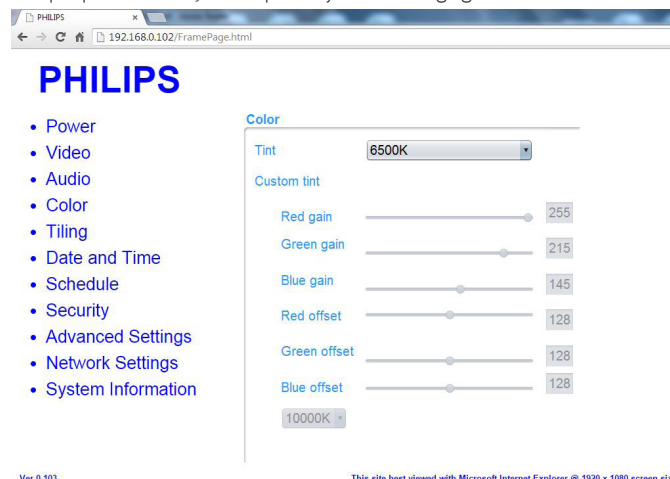 PHILIPS
192.168.0.102/FramePage.html
PHILIPS
Power
Video
Audio
Color
Tiling
Date and Time
Schedule
Security
Advanced Settings
Network Settings
System Information
Color
Tint 6500K
Custom tint
Red gain 255
Green gain 215
Blue gain 145
Red offset 128
Green offset 128
Blue offset 128
10000K
Ver 0.103
This site best viewed with Microsoft Internet Explorer @ 1920 x 1080 screen